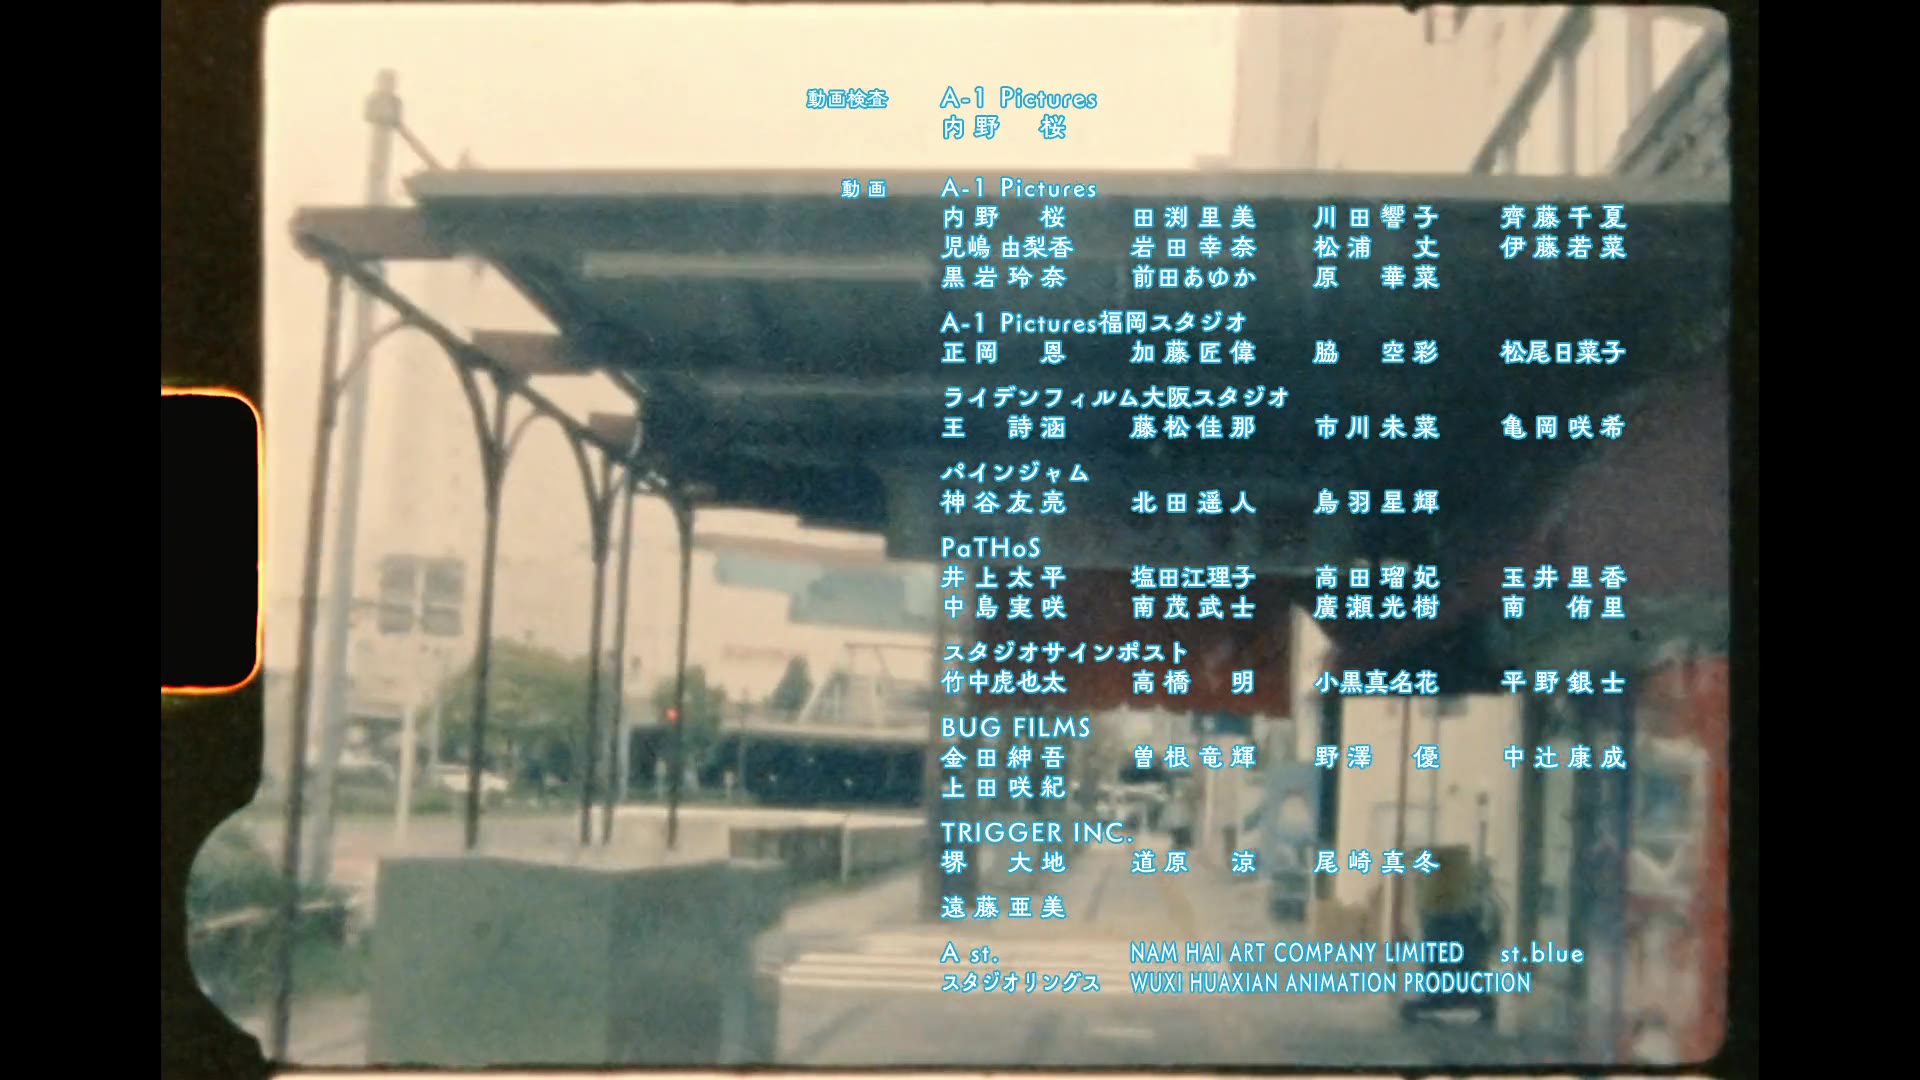 動画検査 A-1 Pictures
内野 桜
動画 A-1 Pictures
内野 桜 田渕里美 川田響子 齊藤千夏
児嶋由梨香 岩田幸奈 松浦 丈 伊藤若菜
黒岩玲奈 前田あゆか 原 華菜
A-1 Pictures福岡スタジオ
正岡 恩 加藤匠偉 脇 空彩 松尾日菜子
ライデンフィルム大阪スタジオ
王 詩涵 藤松佳那 市川未菜 亀岡咲希
パインジャム
神谷友亮 北田遥人 鳥羽星輝
PaTHoS
井上太平 塩田江理子 高田瑠妃 玉井里香
中島実咲 南茂武士 廣瀬光樹 南 侑里
スタジオサインポスト
竹中虎也太 高橋 明 小黒真名花 平野銀士
BUG FILMS
金田紳吾 曽根竜輝 野澤 優 中辻康成
上田咲紀
TRIGGER INC.
堺 大地 道原 涼 尾崎真冬
遠藤亜美
A st. NAM HAI ART COMPANY LIMITED st.blue
スタジオリングス WUXI HUAXIAN ANIMATION PRODUCTION